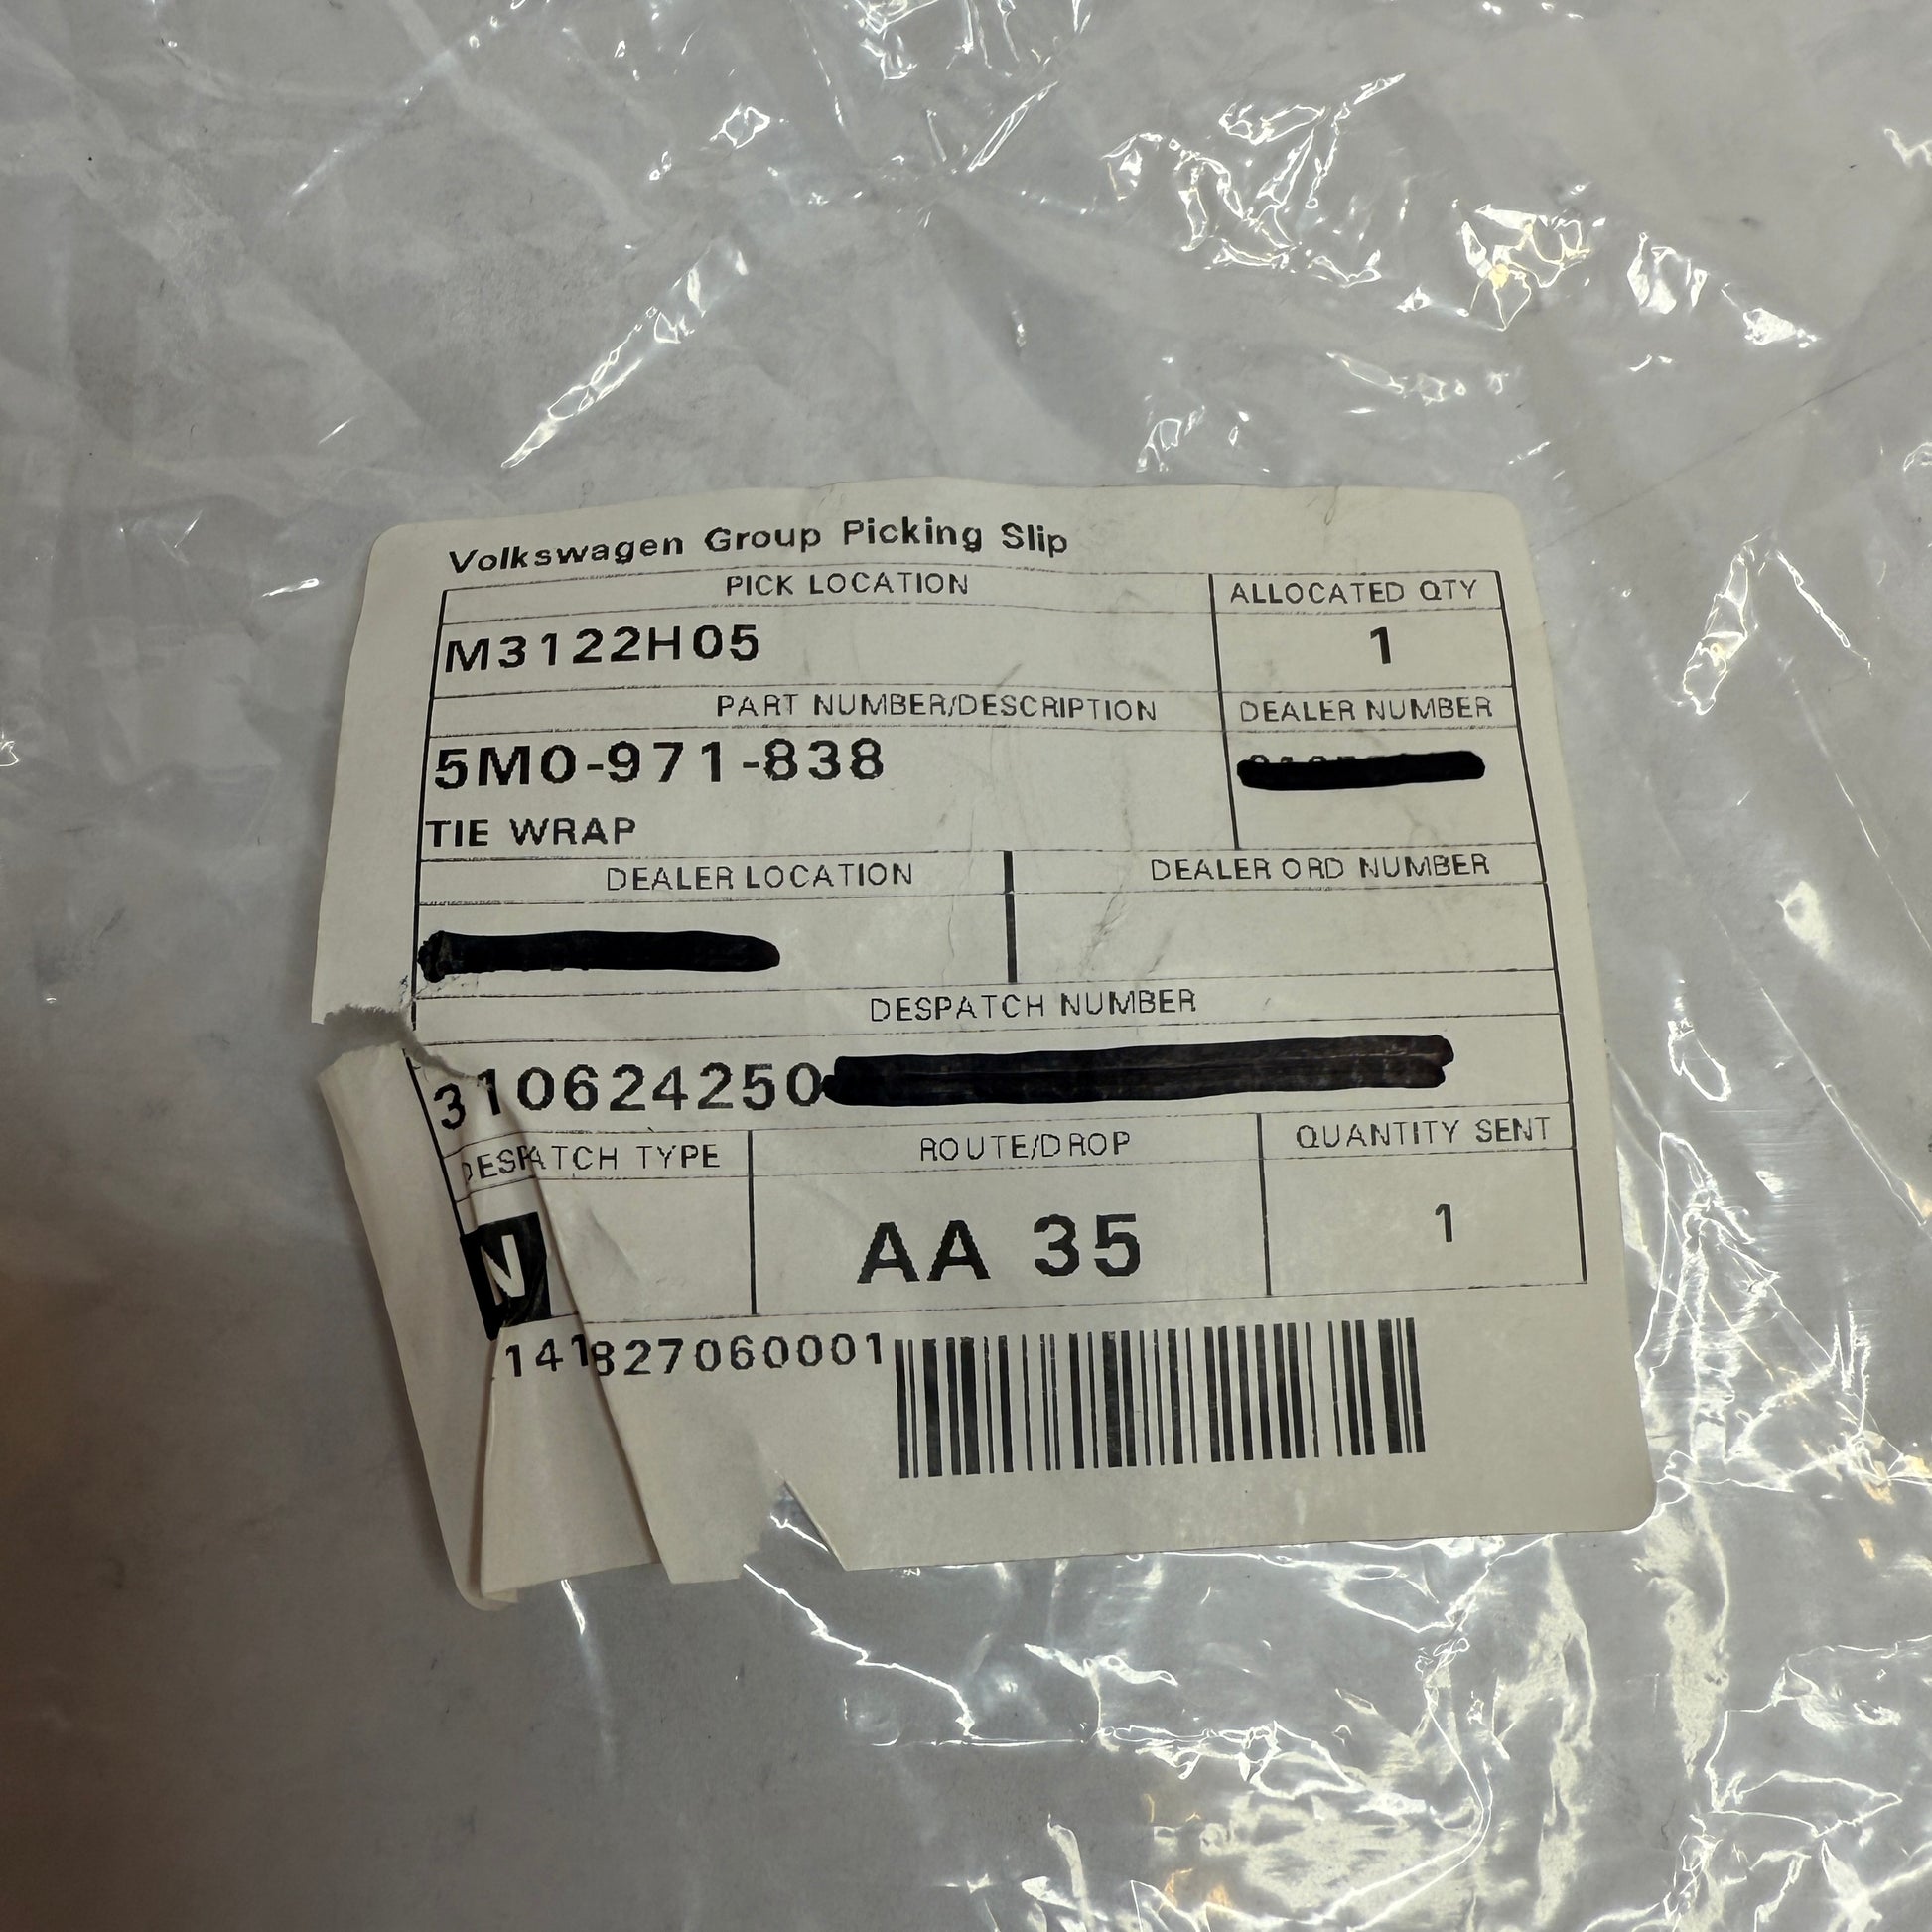 Volkswagen Group Picking Slip
PICK LOCATION ALLOCATED QTY
M3122H05 1
PART NUMBER/DESCRIPTION DEALER NUMBER
5M0-971-838
TIE WRAP
DEALER LOCATION DEALER ORD NUMBER
DESPATCH NUMBER
310624250
DESPATCH TYPE ROUTE/DROP QUANTITY SENT
N AA 35 1
141827060001